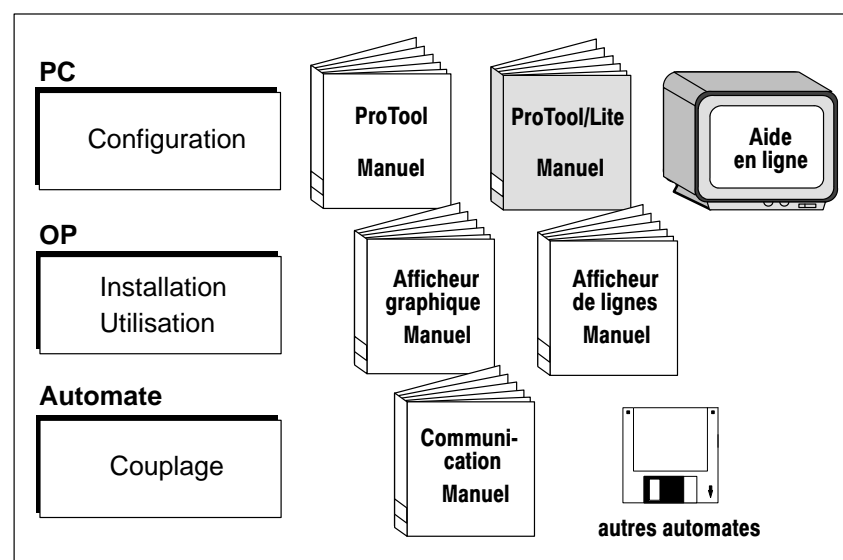 PC
Configuration
ProTool
Manuel
ProTool/Lite
Manuel
Aide
en ligne
OP
Installation
Utilisation
Afficheur
graphique
Manuel
Afficheur
de lignes
Manuel
Automate
Couplage
Communi-
cation
Manuel
autres automates